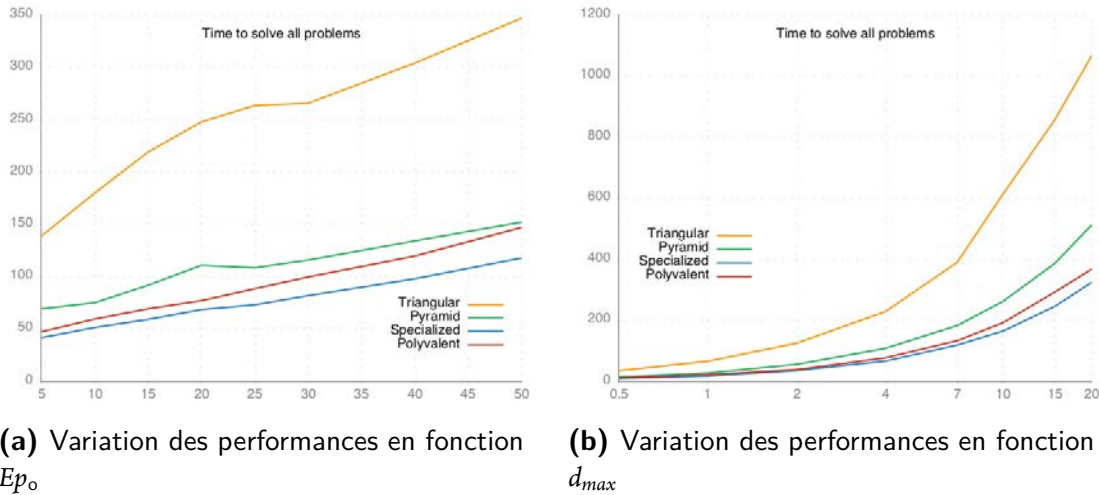 Time to solve all problems
350
300
250
200
150
100
50
0
Triangular
Pyramid
Specialized
Polyvalent
5 10 15 20 25 30 35 40 45 50
(a) Variation des performances en fonction
Epₒ
Time to solve all problems
1200
1000
800
600
400
200
0
Triangular
Pyramid
Specialized
Polyvalent
0.5 1 2 4 7 10 15 20
(b) Variation des performances en fonction
dmax